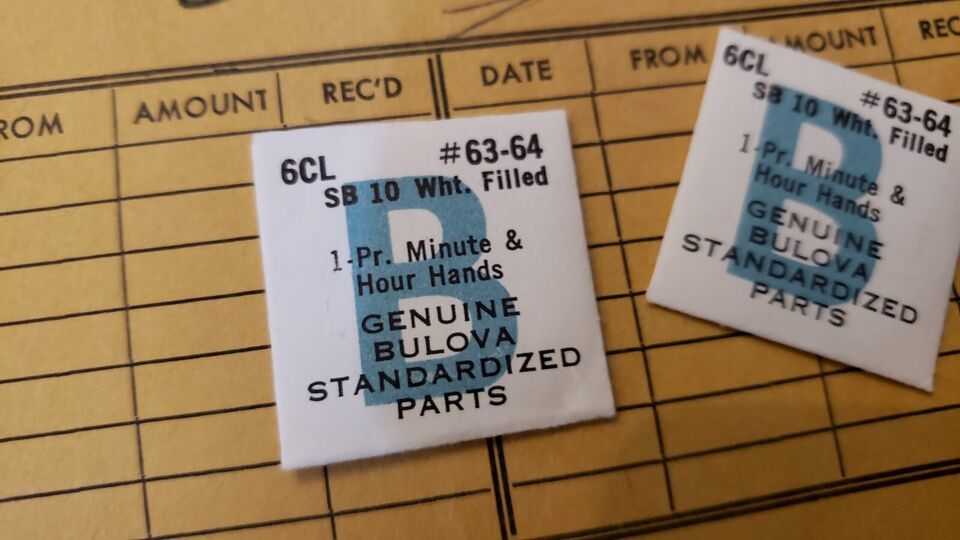 ROM AMOUNT REC'D DATE FROM AMOUNT REC
6CL #63-64
SB 10 Wht. Filled
1-Pr. Minute &
Hour Hands
GENUINE
BULOVA
STANDARDIZED
PARTS
B
6CL #63-64
SB 10 Wht. Filled
1-Pr. Minute &
Hour Hands
GENUINE
BULOVA
STANDARDIZED
PARTS
B